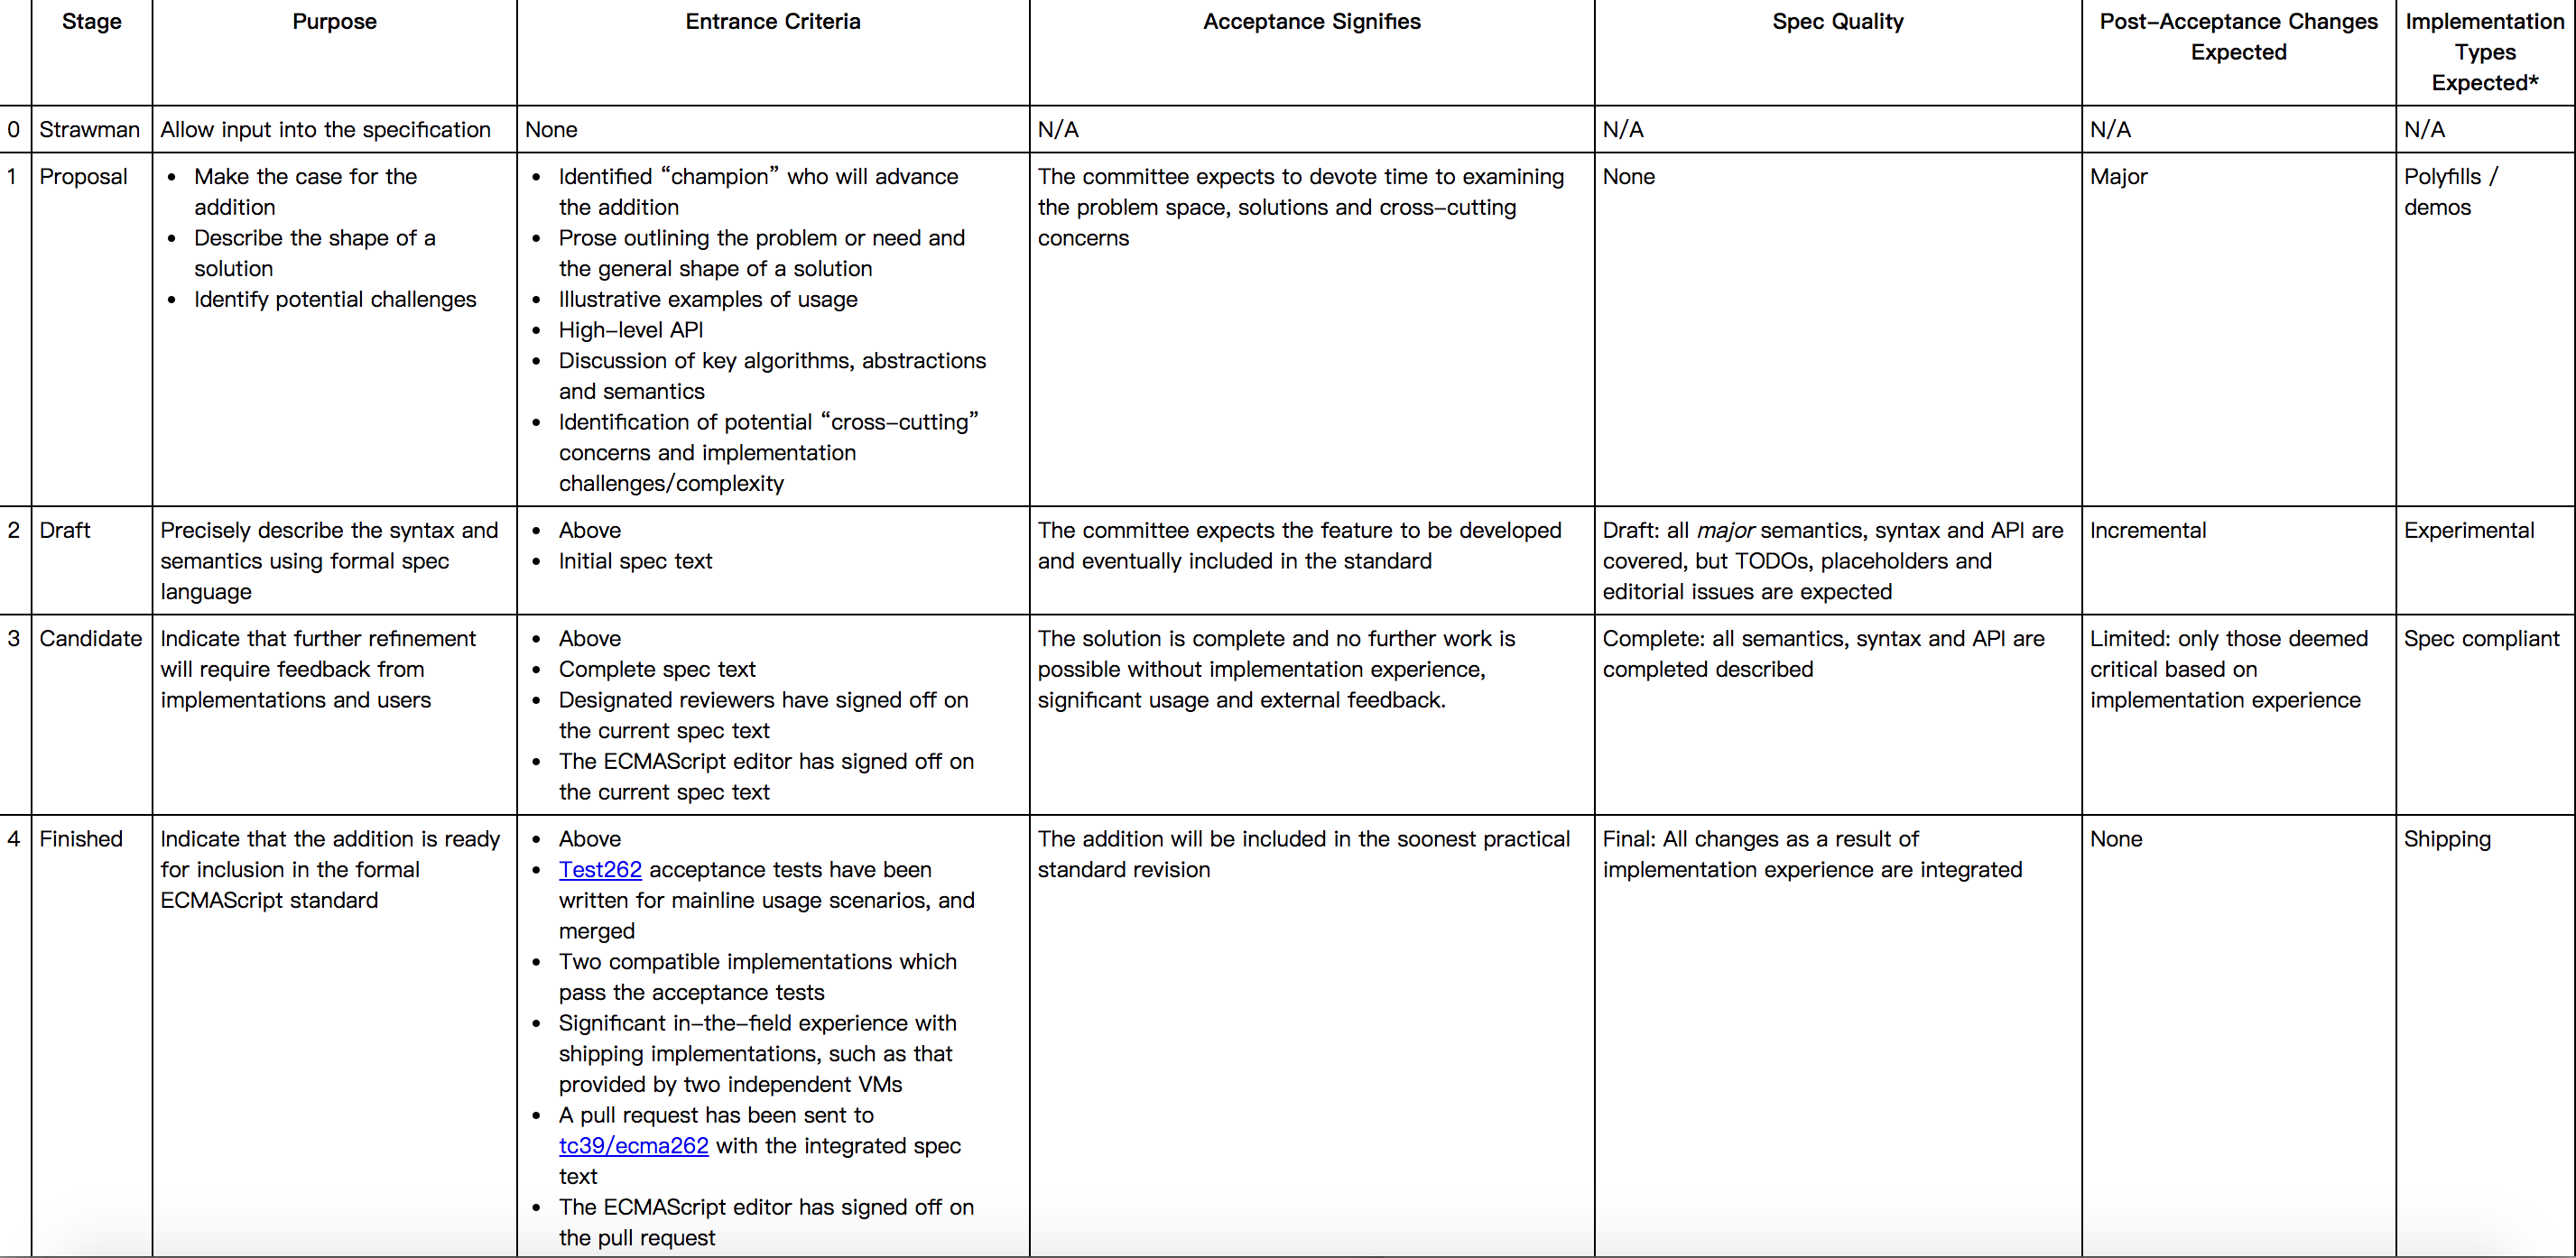 Stage
Purpose
Entrance Criteria
Acceptance Signifies
Spec Quality
Post-Acceptance Changes
Expected
Implementation
Types
Expected*
0
Strawman
Allow input into the specification
None
N/A
N/A
N/A
N/A
1
Proposal
• Make the case for the
addition
• Describe the shape of a
solution
• Identify potential challenges
• Identified “champion” who will advance
the addition
• Prose outlining the problem or need and
the general shape of a solution
• Illustrative examples of usage
• High-level API
• Discussion of key algorithms, abstractions
and semantics
• Identification of potential “cross-cutting”
concerns and implementation
challenges/complexity
The committee expects to devote time to examining
the problem space, solutions and cross-cutting
concerns
None
Major
Polyfills /
demos
2
Draft
Precisely describe the syntax and
semantics using formal spec
language
• Above
• Initial spec text
The committee expects the feature to be developed
and eventually included in the standard
Draft: all major semantics, syntax and API are
covered, but TODOs, placeholders and
editorial issues are expected
Incremental
Experimental
3
Candidate
Indicate that further refinement
will require feedback from
implementations and users
• Above
• Complete spec text
• Designated reviewers have signed off on
the current spec text
• The ECMAScript editor has signed off on
the current spec text
The solution is complete and no further work is
possible without implementation experience,
significant usage and external feedback.
Complete: all semantics, syntax and API are
completed described
Limited: only those deemed
critical based on
implementation experience
Spec compliant
4
Finished
Indicate that the addition is ready
for inclusion in the formal
ECMAScript standard
• Above
• Test262 acceptance tests have been
written for mainline usage scenarios, and
merged
• Two compatible implementations which
pass the acceptance tests
• Significant in-the-field experience with
shipping implementations, such as that
provided by two independent VMs
• A pull request has been sent to
tc39/ecma262 with the integrated spec
text
• The ECMAScript editor has signed off on
the pull request
The addition will be included in the soonest practical
standard revision
Final: All changes as a result of
implementation experience are integrated
None
Shipping